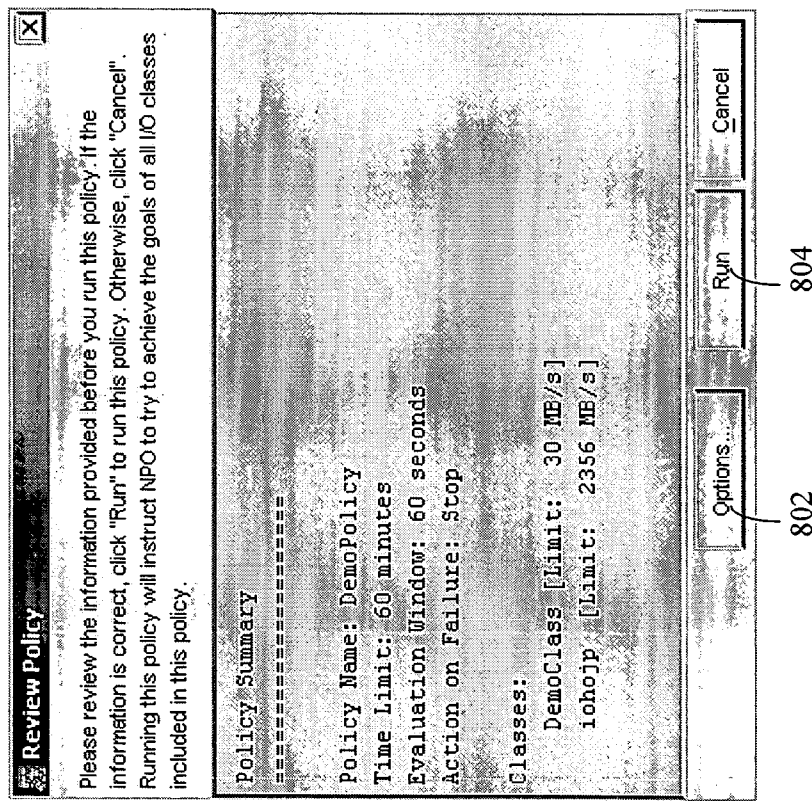 Review Policy
Please review the information provided before you run this policy. If the
information is correct, click "Run" to run this policy. Otherwise, click "Cancel".
Running this policy will instruct NPO to try to achieve the goals of all I/O classes
included in this policy.
Policy Summary
==================
Policy Name: DemoPolicy
Time Limit: 60 minutes
Evaluation Window: 60 seconds
Action on Failure: Stop
Classes:
DemoClass [Limit: 30 MB/s]
iohojp [Limit: 2356 MB/s]
Options... Run Cancel
802 804